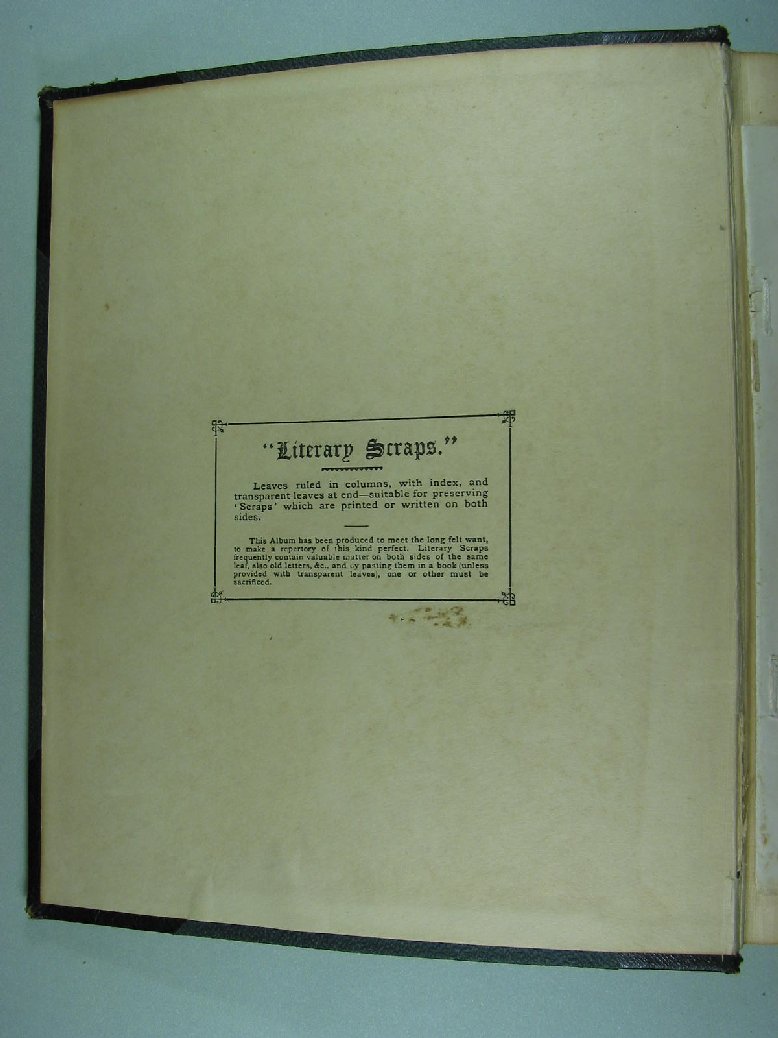 "Literary Scraps."
Leaves ruled in columns, with index, and
transparent leaves at end—suitable for preserving
'Scraps' which are printed or written on both
sides.
This Album has been produced to meet the long felt want,
to make a repertory of this kind perfect. Literary Scraps
frequently contain valuable matter on both sides of the same
leaf, also old letters, &c., and by pasting them in a book (unless
provided with transparent leaves), one or other must be
sacrificed.